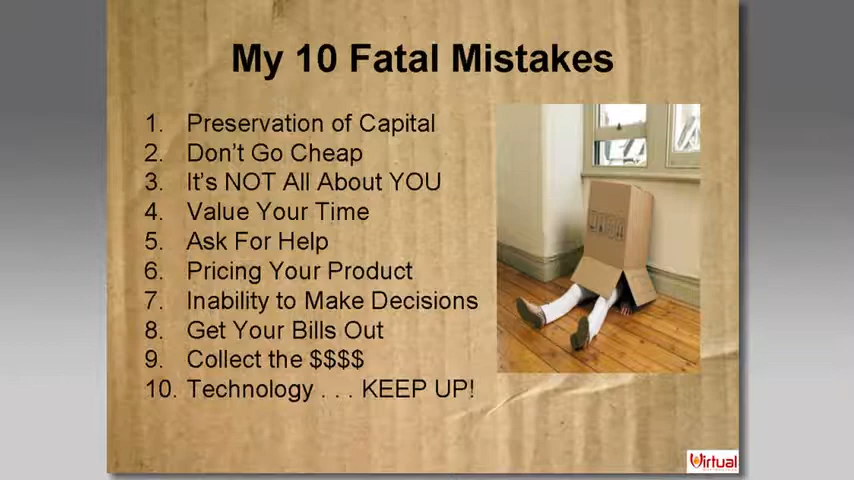 My 10 Fatal Mistakes
1. Preservation of Capital
2. Don't Go Cheap
3. It's NOT All About YOU
4. Value Your Time
5. Ask For Help
6. Pricing Your Product
7. Inability to Make Decisions
8. Get Your Bills Out
9. Collect the $$$$
10. Technology . . . KEEP UP!
Virtual